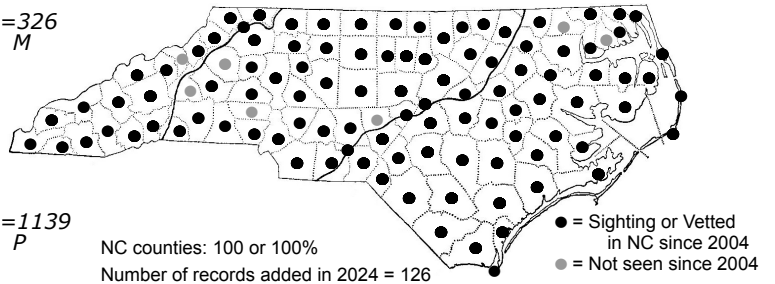 =326
M
=1139
P
NC counties: 100 or 100%
Number of records added in 2024 = 126
= Sighting or Vetted
in NC since 2004
= Not seen since 2004